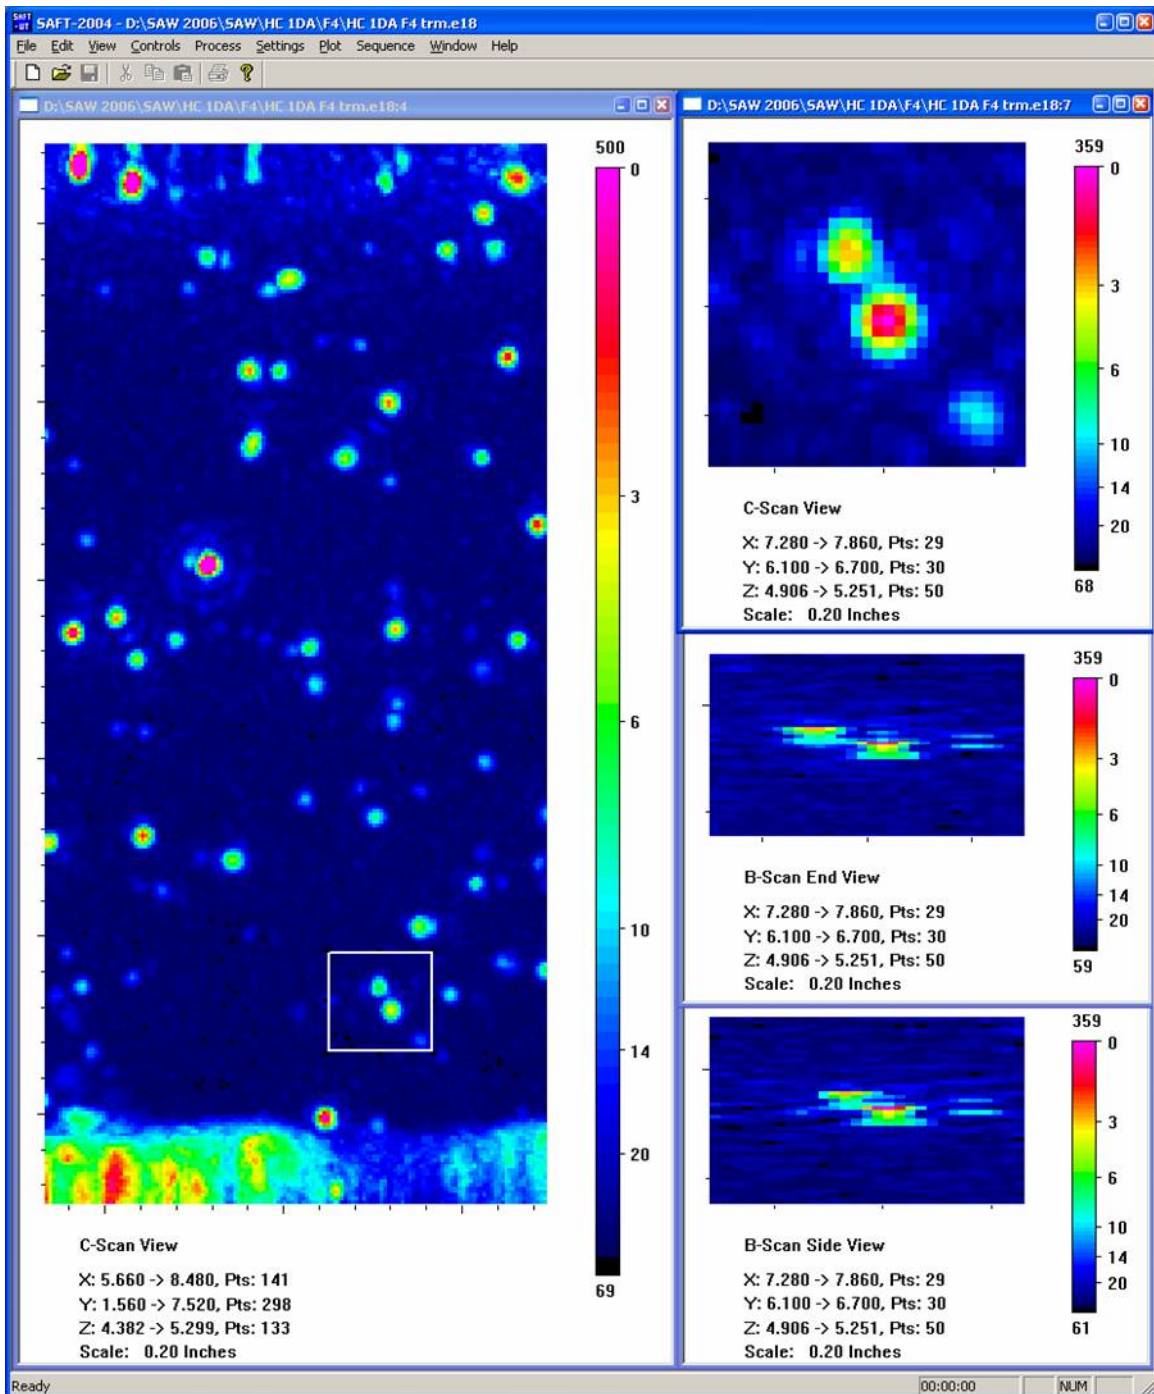 SAFT-UT
SAFT-2004 - D:\SAW 2006\SAW\HC 1DA\F4\HC 1DA F4 trm.e18
File Edit View Controls Process Settings Plot Sequence Window Help
D:\SAW 2006\SAW\HC 1DA\F4\HC 1DA F4 trm.e18:4
500
0
3
6
10
14
20
69
C-Scan View
X: 5.660 -> 8.480, Pts: 141
Y: 1.560 -> 7.520, Pts: 298
Z: 4.382 -> 5.299, Pts: 133
Scale: 0.20 Inches
D:\SAW 2006\SAW\HC 1DA\F4\HC 1DA F4 trm.e18:7
359
0
3
6
10
14
20
68
C-Scan View
X: 7.280 -> 7.860, Pts: 29
Y: 6.100 -> 6.700, Pts: 30
Z: 4.906 -> 5.251, Pts: 50
Scale: 0.20 Inches
359
0
3
6
10
14
20
59
B-Scan End View
X: 7.280 -> 7.860, Pts: 29
Y: 6.100 -> 6.700, Pts: 30
Z: 4.906 -> 5.251, Pts: 50
Scale: 0.20 Inches
359
0
3
6
10
14
20
61
B-Scan Side View
X: 7.280 -> 7.860, Pts: 29
Y: 6.100 -> 6.700, Pts: 30
Z: 4.906 -> 5.251, Pts: 50
Scale: 0.20 Inches
Ready 00:00:00 NUM